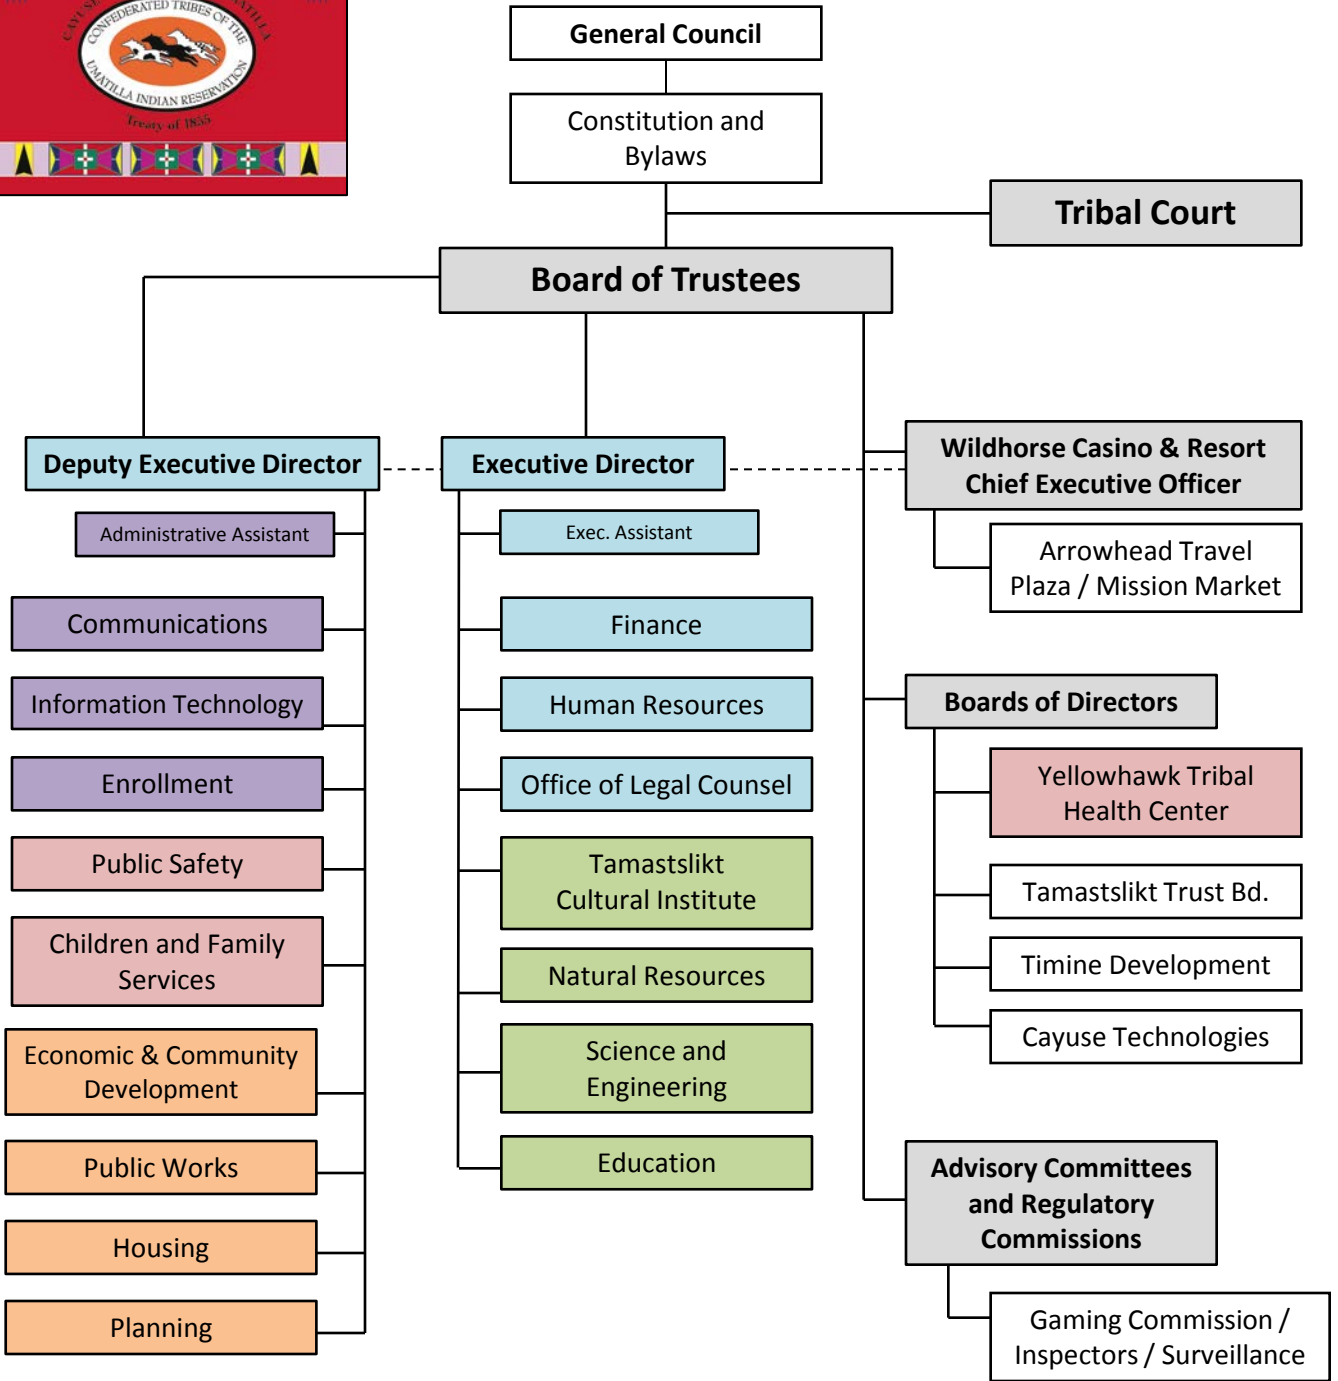 CONFEDERATED TRIBES OF THE
UMATILLA INDIAN RESERVATION
Treaty of 1855
General Council
Constitution and
Bylaws
Tribal Court
Board of Trustees
Deputy Executive Director
Administrative Assistant
Communications
Information Technology
Enrollment
Public Safety
Children and Family
Services
Economic & Community
Development
Public Works
Housing
Planning
Executive Director
Exec. Assistant
Finance
Human Resources
Office of Legal Counsel
Tamastslikt
Cultural Institute
Natural Resources
Science and
Engineering
Education
Wildhorse Casino & Resort
Chief Executive Officer
Arrowhead Travel
Plaza / Mission Market
Boards of Directors
Yellowhawk Tribal
Health Center
Tamastslikt Trust Bd.
Timine Development
Cayuse Technologies
Advisory Committees
and Regulatory
Commissions
Gaming Commission /
Inspectors / Surveillance